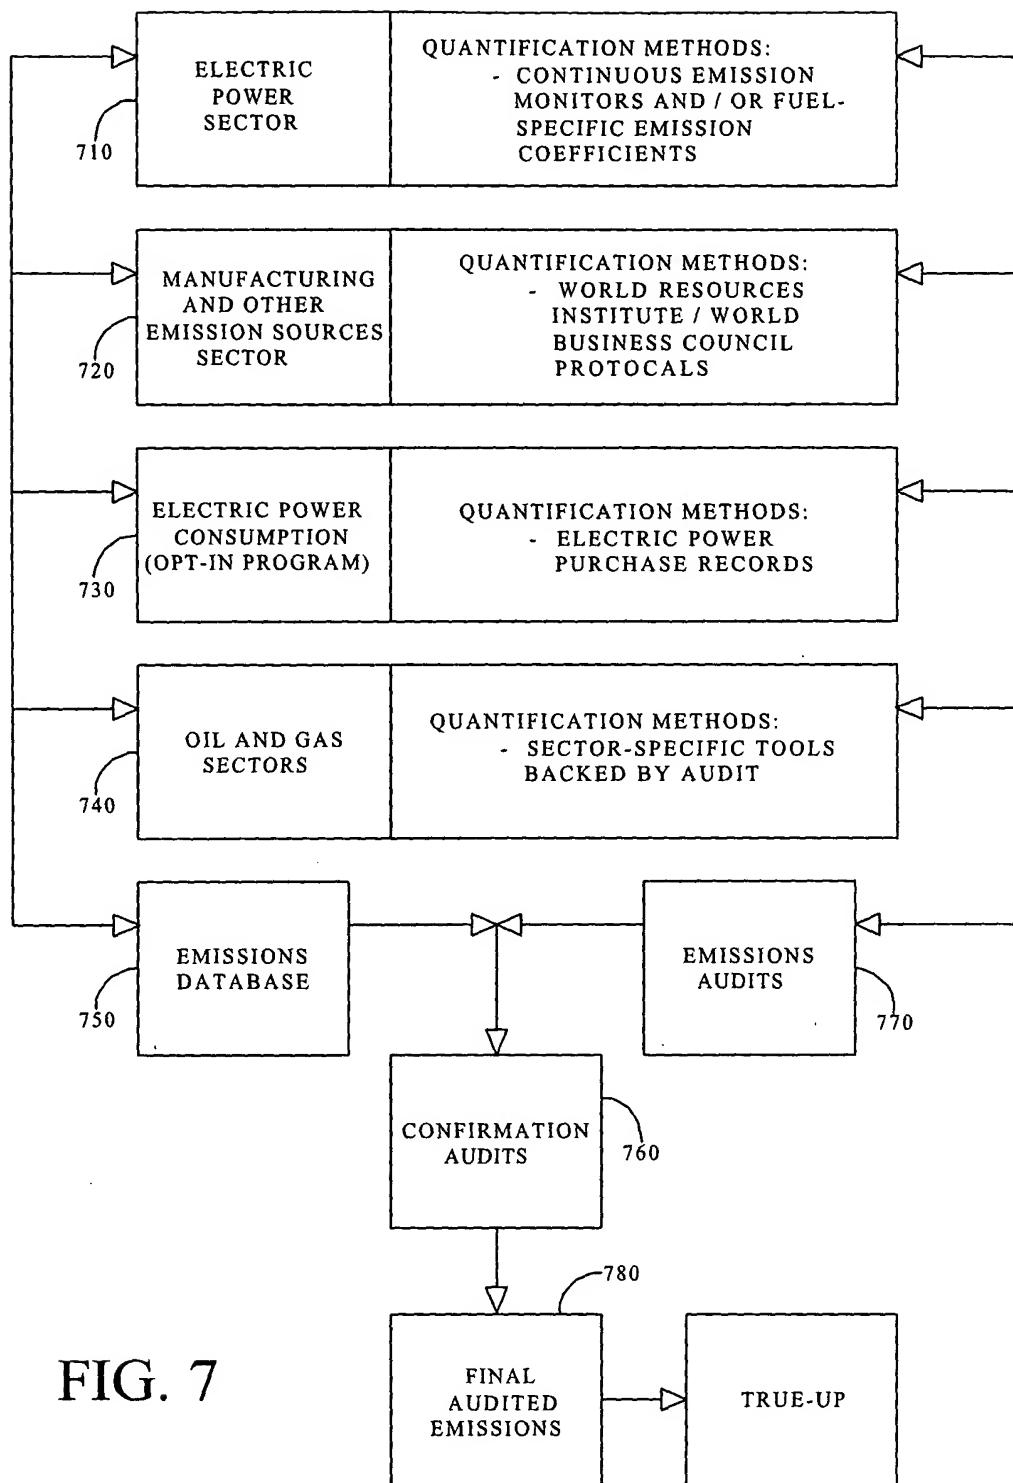 ELECTRIC
POWER
SECTOR
710
QUANTIFICATION METHODS:
- CONTINUOUS EMISSION
MONITORS AND / OR FUEL-
SPECIFIC EMISSION
COEFFICIENTS
MANUFACTURING
AND OTHER
EMISSION SOURCES
SECTOR
720
QUANTIFICATION METHODS:
- WORLD RESOURCES
INSTITUTE / WORLD
BUSINESS COUNCIL
PROTOCALS
ELECTRIC POWER
CONSUMPTION
(OPT-IN PROGRAM)
730
QUANTIFICATION METHODS:
- ELECTRIC POWER
PURCHASE RECORDS
OIL AND GAS
SECTORS
740
QUANTIFICATION METHODS:
- SECTOR-SPECIFIC TOOLS
BACKED BY AUDIT
EMISSIONS
DATABASE
750
EMISSIONS
AUDITS
770
CONFIRMATION
AUDITS
760
780
FINAL
AUDITED
EMISSIONS
TRUE-UP
FIG. 7